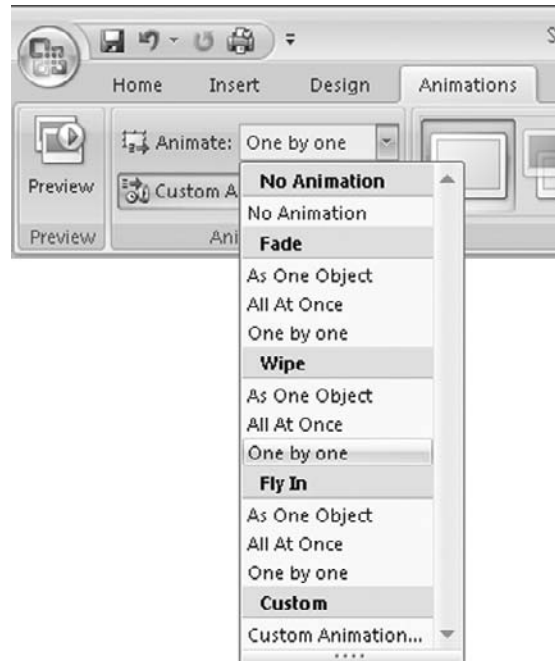 Home Insert Design Animations
Animate: One by one
Preview
Custom A
Preview Ani
No Animation
No Animation
Fade
As One Object
All At Once
One by one
Wipe
As One Object
All At Once
One by one
Fly In
As One Object
All At Once
One by one
Custom
Custom Animation...